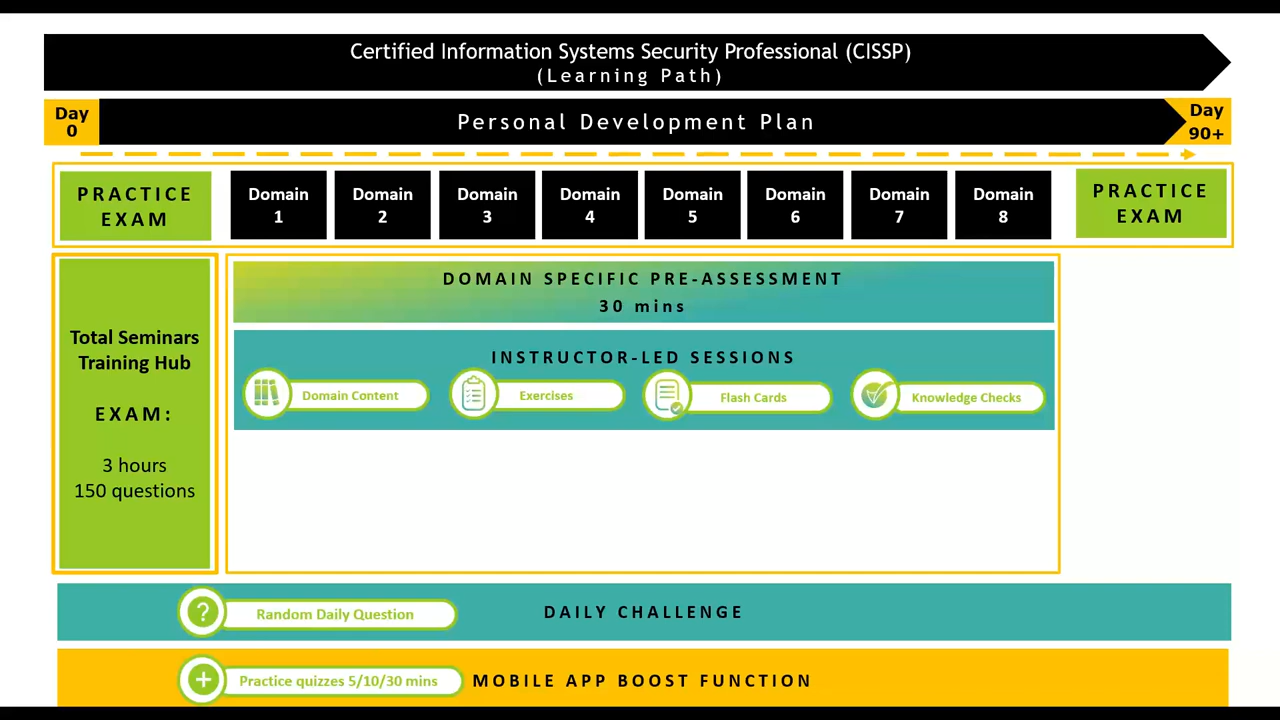 Certified Information Systems Security Professional (CISSP)
(Learning Path)
Day
0
Personal Development Plan
Day
90+
PRACTICE
EXAM
Domain
1
Domain
2
Domain
3
Domain
4
Domain
5
Domain
6
Domain
7
Domain
8
PRACTICE
EXAM
Total Seminars
Training Hub
EXAM:
3 hours
150 questions
DOMAIN SPECIFIC PRE-ASSESSMENT
30 mins
INSTRUCTOR-LED SESSIONS
Domain Content
Exercises
Flash Cards
Knowledge Checks
?
Random Daily Question
DAILY CHALLENGE
+
Practice quizzes 5/10/30 mins
MOBILE APP BOOST FUNCTION